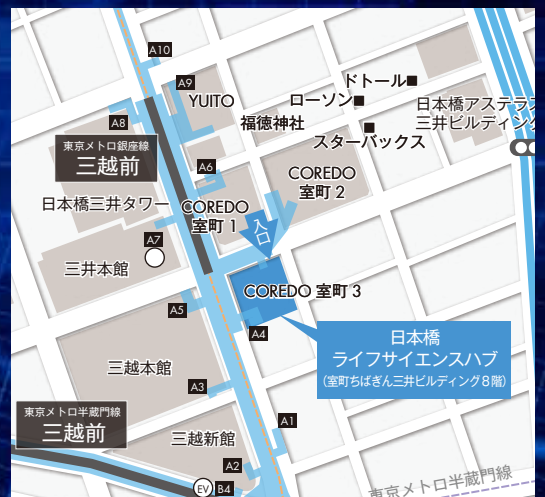 A10
A9
YUITO
ドトール■
ローソン■
日本橋アステラス
三井ビルディング
A8
福徳神社
スターバックス
東京メトロ銀座線
三越前
A6
COREDO
室町 2
日本橋三井タワー
COREDO
室町 1
入口
A7
三井本館
COREDO 室町 3
A5
A4
日本橋
ライフサイエンスハブ
(室町ちばぎん三井ビルディング8階)
三越本館
A3
東京メトロ半蔵門線
三越前
A1
三越新館
A2
EV
B4
東京メトロ半蔵門線